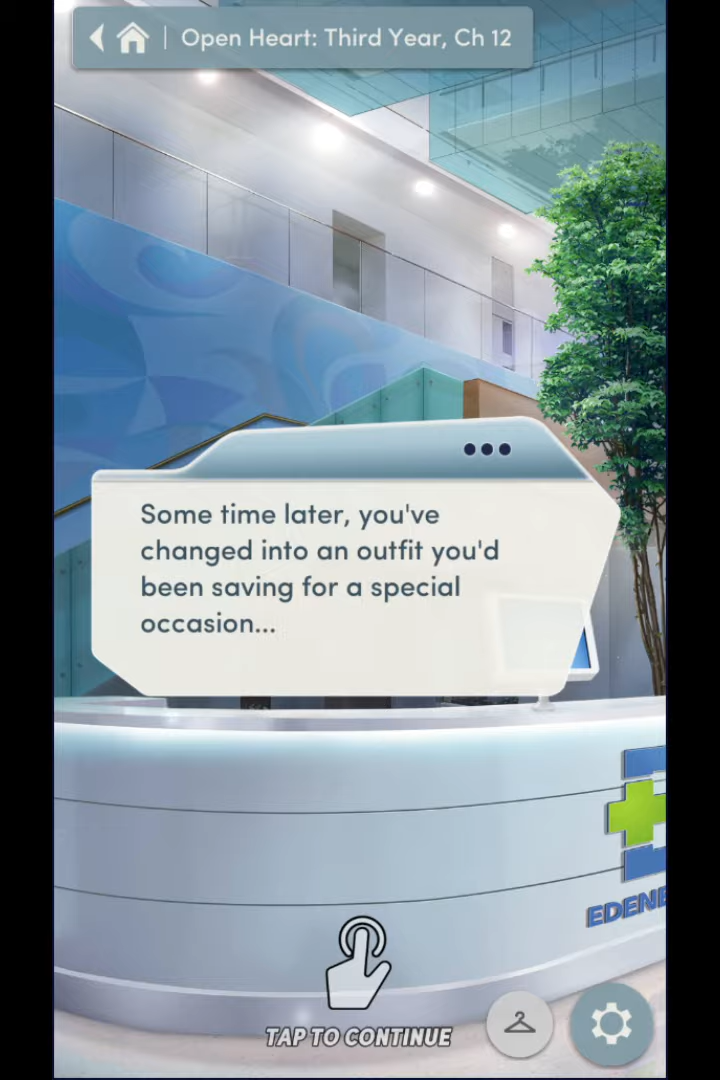 Open Heart: Third Year, Ch 12
Some time later, you've
changed into an outfit you'd
been saving for a special
occasion...
EDENB
TAP TO CONTINUE